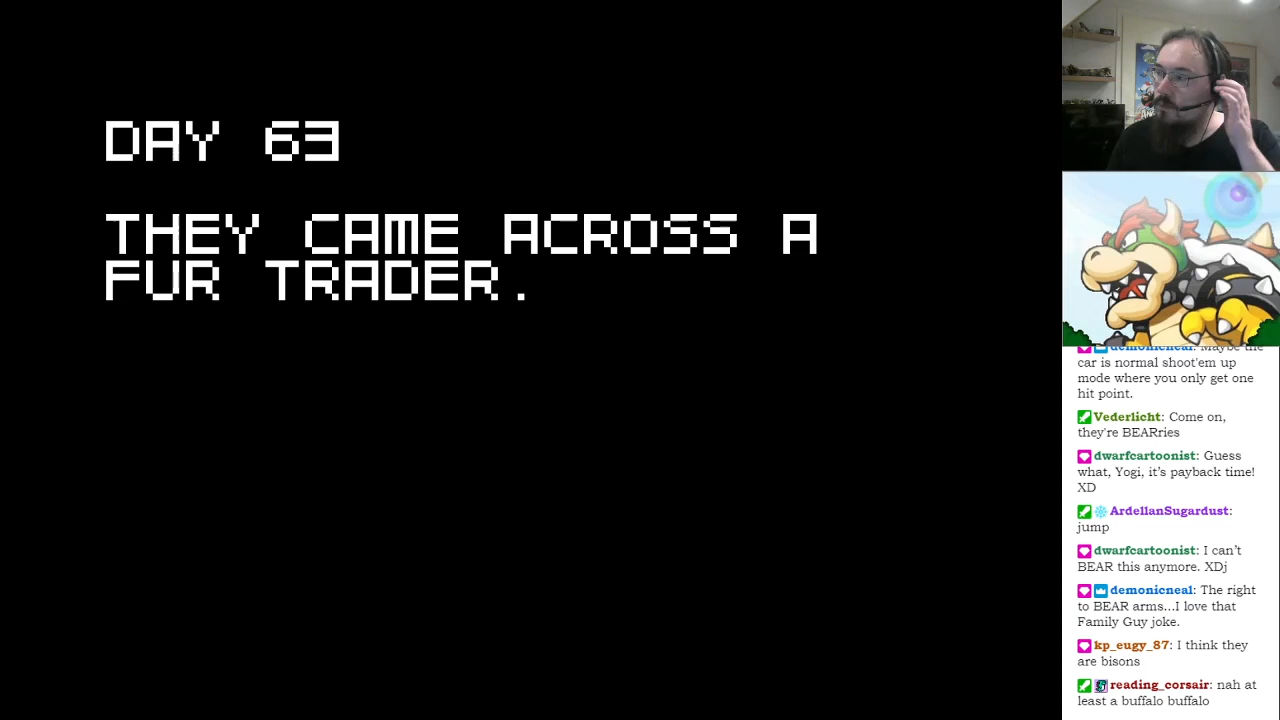 DAY 63
THEY CAME ACROSS A
FUR TRADER.
demonicneal: Maybe the
car is normal shoot'em up
mode where you only get one
hit point.
Vederlicht: Come on,
they're BEARries
dwarfcartoonist: Guess
what, Yogi, it's payback time!
XD
ArdellanSugardust:
jump
dwarfcartoonist: I can't
BEAR this anymore. XDj
demonicneal: The right
to BEAR arms...I love that
Family Guy joke.
kp_eugy_87: I think they
are bisons
reading_corsair: nah at
least a buffalo buffalo